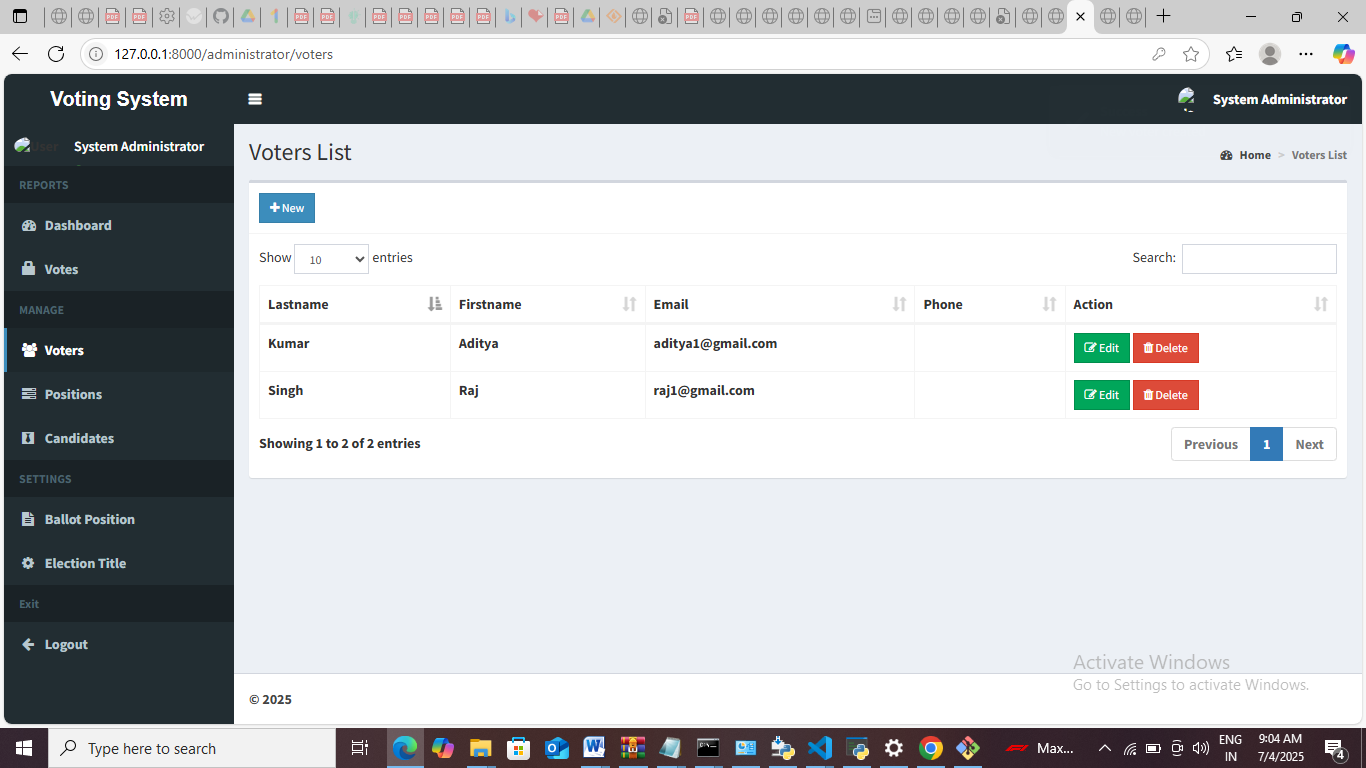 127.0.0.1:8000/administrator/voters
Voting System
System Administrator
User
System Administrator
REPORTS
Dashboard
Votes
MANAGE
Voters
Positions
Candidates
SETTINGS
Ballot Position
Election Title
Exit
Logout
Voters List
Home > Voters List
New
Show 10 entries
Search:
Lastname Firstname Email Phone Action
Kumar Aditya aditya1@gmail.com Edit Delete
Singh Raj raj1@gmail.com Edit Delete
Showing 1 to 2 of 2 entries
Previous 1 Next
Activate Windows
Go to Settings to activate Windows.
© 2025
Type here to search
Max...
ENG
IN
9:04 AM
7/4/2025
4